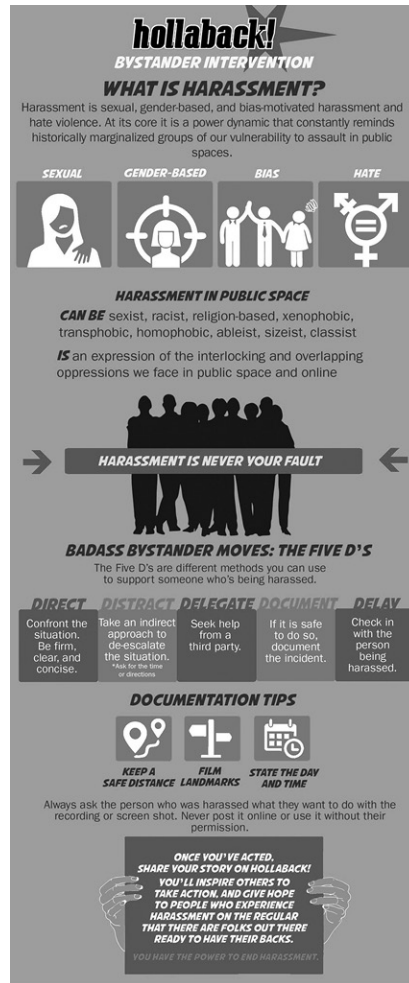 hollaback!
BYSTANDER INTERVENTION
WHAT IS HARASSMENT?
Harassment is sexual, gender-based, and bias-motivated harassment and
hate violence. At its core it is a power dynamic that constantly reminds
historically marginalized groups of our vulnerability to assault in public
spaces.
SEXUAL GENDER-BASED BIAS HATE
HARASSMENT IN PUBLIC SPACE
CAN BE sexist, racist, religion-based, xenophobic,
transphobic, homophobic, ableist, sizeist, classist
IS an expression of the interlocking and overlapping
oppressions we face in public space and online
HARASSMENT IS NEVER YOUR FAULT
BADASS BYSTANDER MOVES: THE FIVE D'S
The Five D's are different methods you can use
to support someone who's being harassed.
DIRECT
Confront the
situation.
Be firm,
clear, and
concise.
DISTRACT
Take an indirect
approach to
de-escalate
the situation.
*Ask for the time
or directions
DELEGATE
Seek help
from a
third party.
DOCUMENT
If it is safe
to do so,
document
the incident.
DELAY
Check in
with the
person
being
harassed.
DOCUMENTATION TIPS
KEEP A
SAFE DISTANCE
FILM
LANDMARKS
STATE THE DAY
AND TIME
Always ask the person who was harassed what they want to do with the
recording or screen shot. Never post it online or use it without their
permission.
ONCE YOU'VE ACTED,
SHARE YOUR STORY ON HOLLABACK!
YOU'LL INSPIRE OTHERS TO
TAKE ACTION, AND GIVE HOPE
TO PEOPLE WHO EXPERIENCE
HARASSMENT ON THE REGULAR
THAT THERE ARE FOLKS OUT THERE
READY TO HAVE THEIR BACKS.
YOU HAVE THE POWER TO END HARASSMENT.